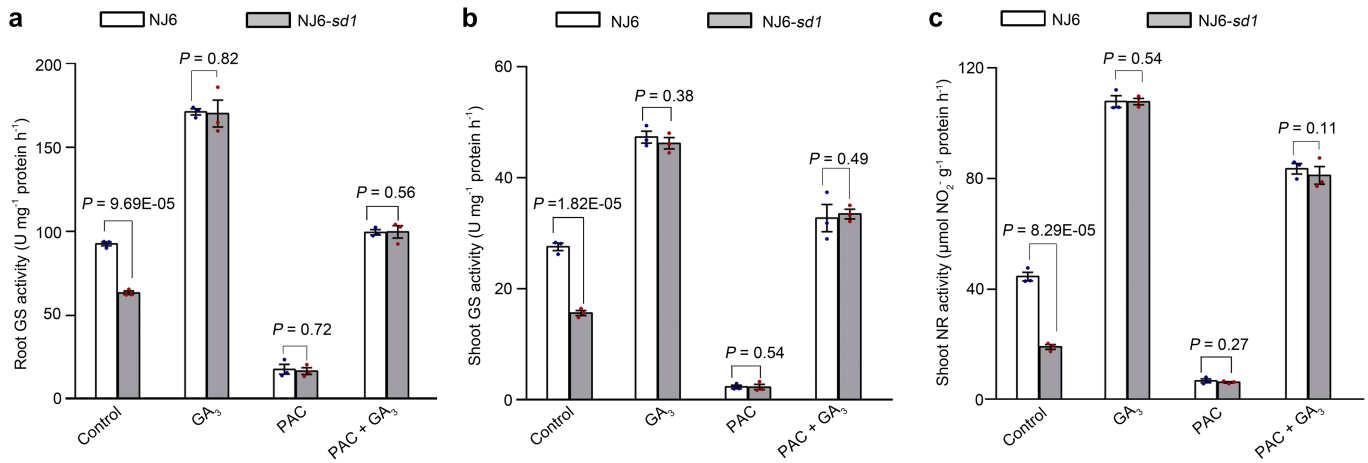 a
NJ6
NJ6-sd1
Root GS activity (U mg⁻¹ protein h⁻¹)
200
150
100
50
0
P = 9.69E-05
P = 0.82
P = 0.72
P = 0.56
Control
GA₃
PAC
PAC + GA₃
b
NJ6
NJ6-sd1
Shoot GS activity (U mg⁻¹ protein h⁻¹)
60
40
20
0
P =1.82E-05
P = 0.38
P = 0.54
P = 0.49
Control
GA₃
PAC
PAC + GA₃
c
NJ6
NJ6-sd1
Shoot NR activity (µmol NO₂⁻ g⁻¹ protein h⁻¹)
120
80
40
0
P = 8.29E-05
P = 0.54
P = 0.27
P = 0.11
Control
GA₃
PAC
PAC + GA₃